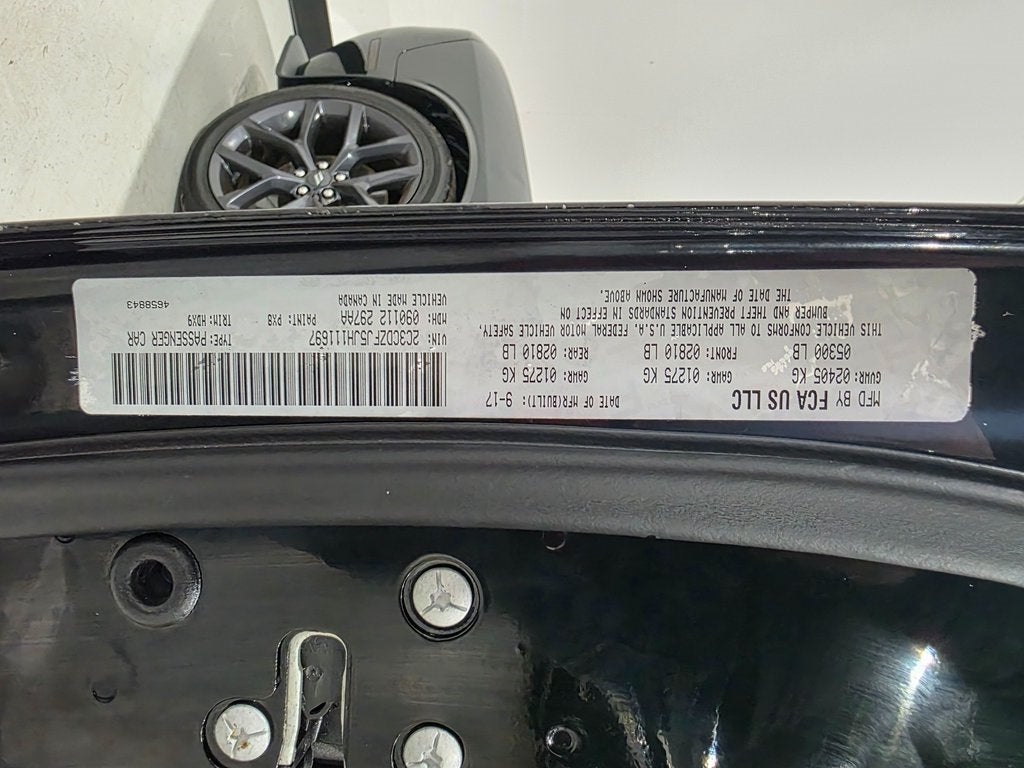 MFD BY FCA US LLC
DATE OF MFR(BUILT): 9-17
GVWR: 02405 KG
05300 LB
GAWR: 01275 KG
FRONT: 02810 LB
GAWR: 01275 KG
REAR: 02810 LB
THIS VEHICLE CONFORMS TO ALL APPLICABLE U.S.A. FEDERAL MOTOR VEHICLE SAFETY,
BUMPER AND THEFT PREVENTION STANDARDS IN EFFECT ON
THE DATE OF MANUFACTURE SHOWN ABOVE.
VIN: 2C3CDZFJ5JH111697 TYPE: PASSENGER CAR
MDH: 090112 297AA PAINT: PX8 TRIM: HDX9
VEHICLE MADE IN CANADA 4658843